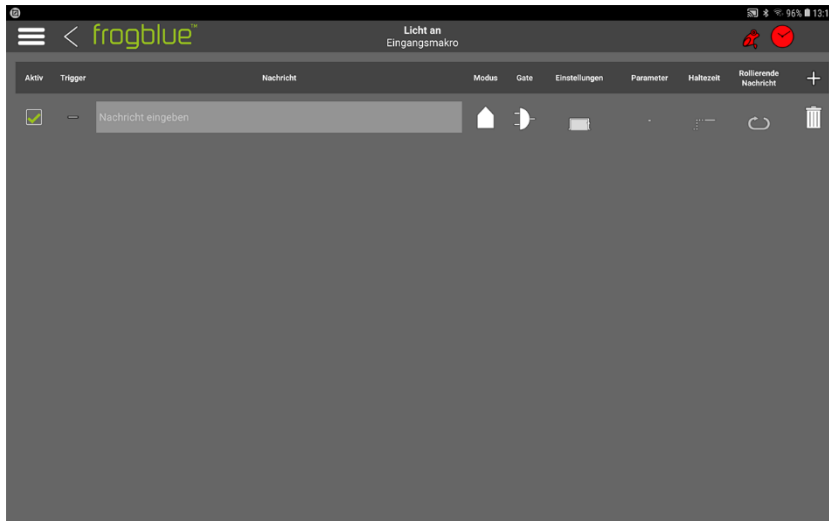 96% 13:1
frogblue™
Licht an
Eingangsmakro
Aktiv Trigger Nachricht Modus Gate Einstellungen Parameter Haltezeit Rollierende Nachricht
Nachricht eingeben